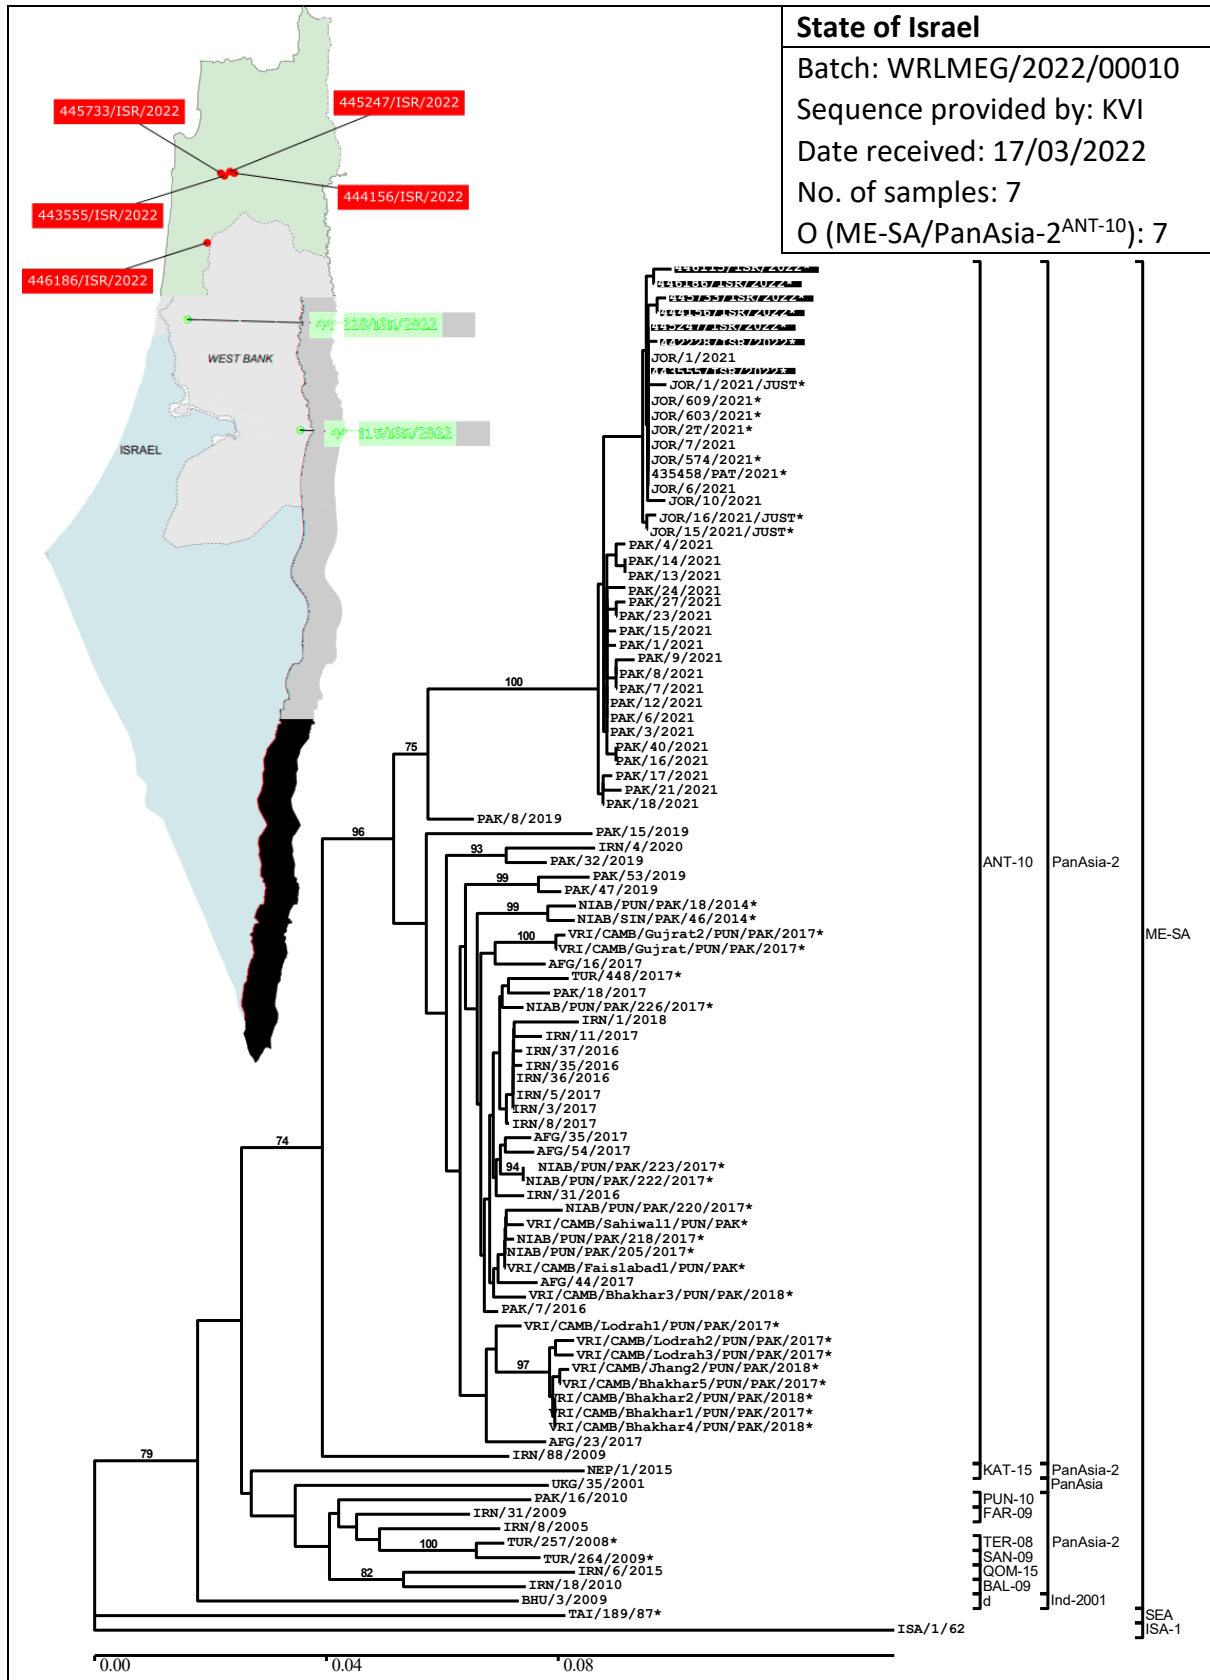 State of Israel
Batch: WRLMEG/2022/00010
Sequence provided by: KVI
Date received: 17/03/2022
No. of samples: 7
O (ME-SA/PanAsia-2ANT-10): 7
445733/ISR/2022
445247/ISR/2022
443555/ISR/2022
444156/ISR/2022
446186/ISR/2022
WEST BANK
ISRAEL
446186/ISR/2022*
445733/ISR/2022*
444156/ISR/2022*
445247/ISR/2022*
442228/ISR/2022*
JOR/1/2021
443555/ISR/2022*
JOR/1/2021/JUST*
JOR/609/2021*
JOR/603/2021*
JOR/2T/2021*
JOR/7/2021
JOR/574/2021*
435458/PAT/2021*
JOR/6/2021
JOR/10/2021
JOR/16/2021/JUST*
JOR/15/2021/JUST*
PAK/4/2021
PAK/14/2021
PAK/13/2021
PAK/24/2021
PAK/27/2021
PAK/23/2021
PAK/15/2021
PAK/1/2021
PAK/9/2021
PAK/8/2021
PAK/7/2021
100
PAK/12/2021
PAK/6/2021
PAK/3/2021
PAK/40/2021
75
PAK/16/2021
PAK/17/2021
PAK/21/2021
PAK/18/2021
PAK/8/2019
96
PAK/15/2019
93
IRN/4/2020
PAK/32/2019
ANT-10
PanAsia-2
99
PAK/53/2019
PAK/47/2019
99
NIAB/PUN/PAK/18/2014*
NIAB/SIN/PAK/46/2014*
100
VRI/CAMB/Gujrat2/PUN/PAK/2017*
ME-SA
VRI/CAMB/Gujrat/PUN/PAK/2017*
AFG/16/2017
TUR/448/2017*
PAK/18/2017
NIAB/PUN/PAK/226/2017*
IRN/1/2018
IRN/11/2017
IRN/37/2016
IRN/35/2016
IRN/36/2016
IRN/5/2017
IRN/3/2017
IRN/8/2017
AFG/35/2017
74
AFG/54/2017
94
NIAB/PUN/PAK/223/2017*
NIAB/PUN/PAK/222/2017*
IRN/31/2016
NIAB/PUN/PAK/220/2017*
VRI/CAMB/Sahiwal1/PUN/PAK*
NIAB/PUN/PAK/218/2017*
NIAB/PUN/PAK/205/2017*
VRI/CAMB/Faislabad1/PUN/PAK*
AFG/44/2017
VRI/CAMB/Bhakhar3/PUN/PAK/2018*
PAK/7/2016
VRI/CAMB/Lodrah1/PUN/PAK/2017*
VRI/CAMB/Lodrah2/PUN/PAK/2017*
VRI/CAMB/Lodrah3/PUN/PAK/2017*
97
VRI/CAMB/Jhang2/PUN/PAK/2018*
VRI/CAMB/Bhakhar5/PUN/PAK/2017*
VRI/CAMB/Bhakhar2/PUN/PAK/2018*
VRI/CAMB/Bhakhar1/PUN/PAK/2017*
VRI/CAMB/Bhakhar4/PUN/PAK/2018*
AFG/23/2017
79
IRN/88/2009
NEP/1/2015
KAT-15
PanAsia-2
UKG/35/2001
PanAsia
PAK/16/2010
PUN-10
IRN/31/2009
FAR-09
IRN/8/2005
TUR/257/2008*
TER-08
PanAsia-2
100
TUR/264/2009*
SAN-09
82
IRN/6/2015
QOM-15
IRN/18/2010
BAL-09
BHU/3/2009
d
Ind-2001
TAI/189/87*
SEA
ISA/1/62
ISA-1
0.00
0.04
0.08